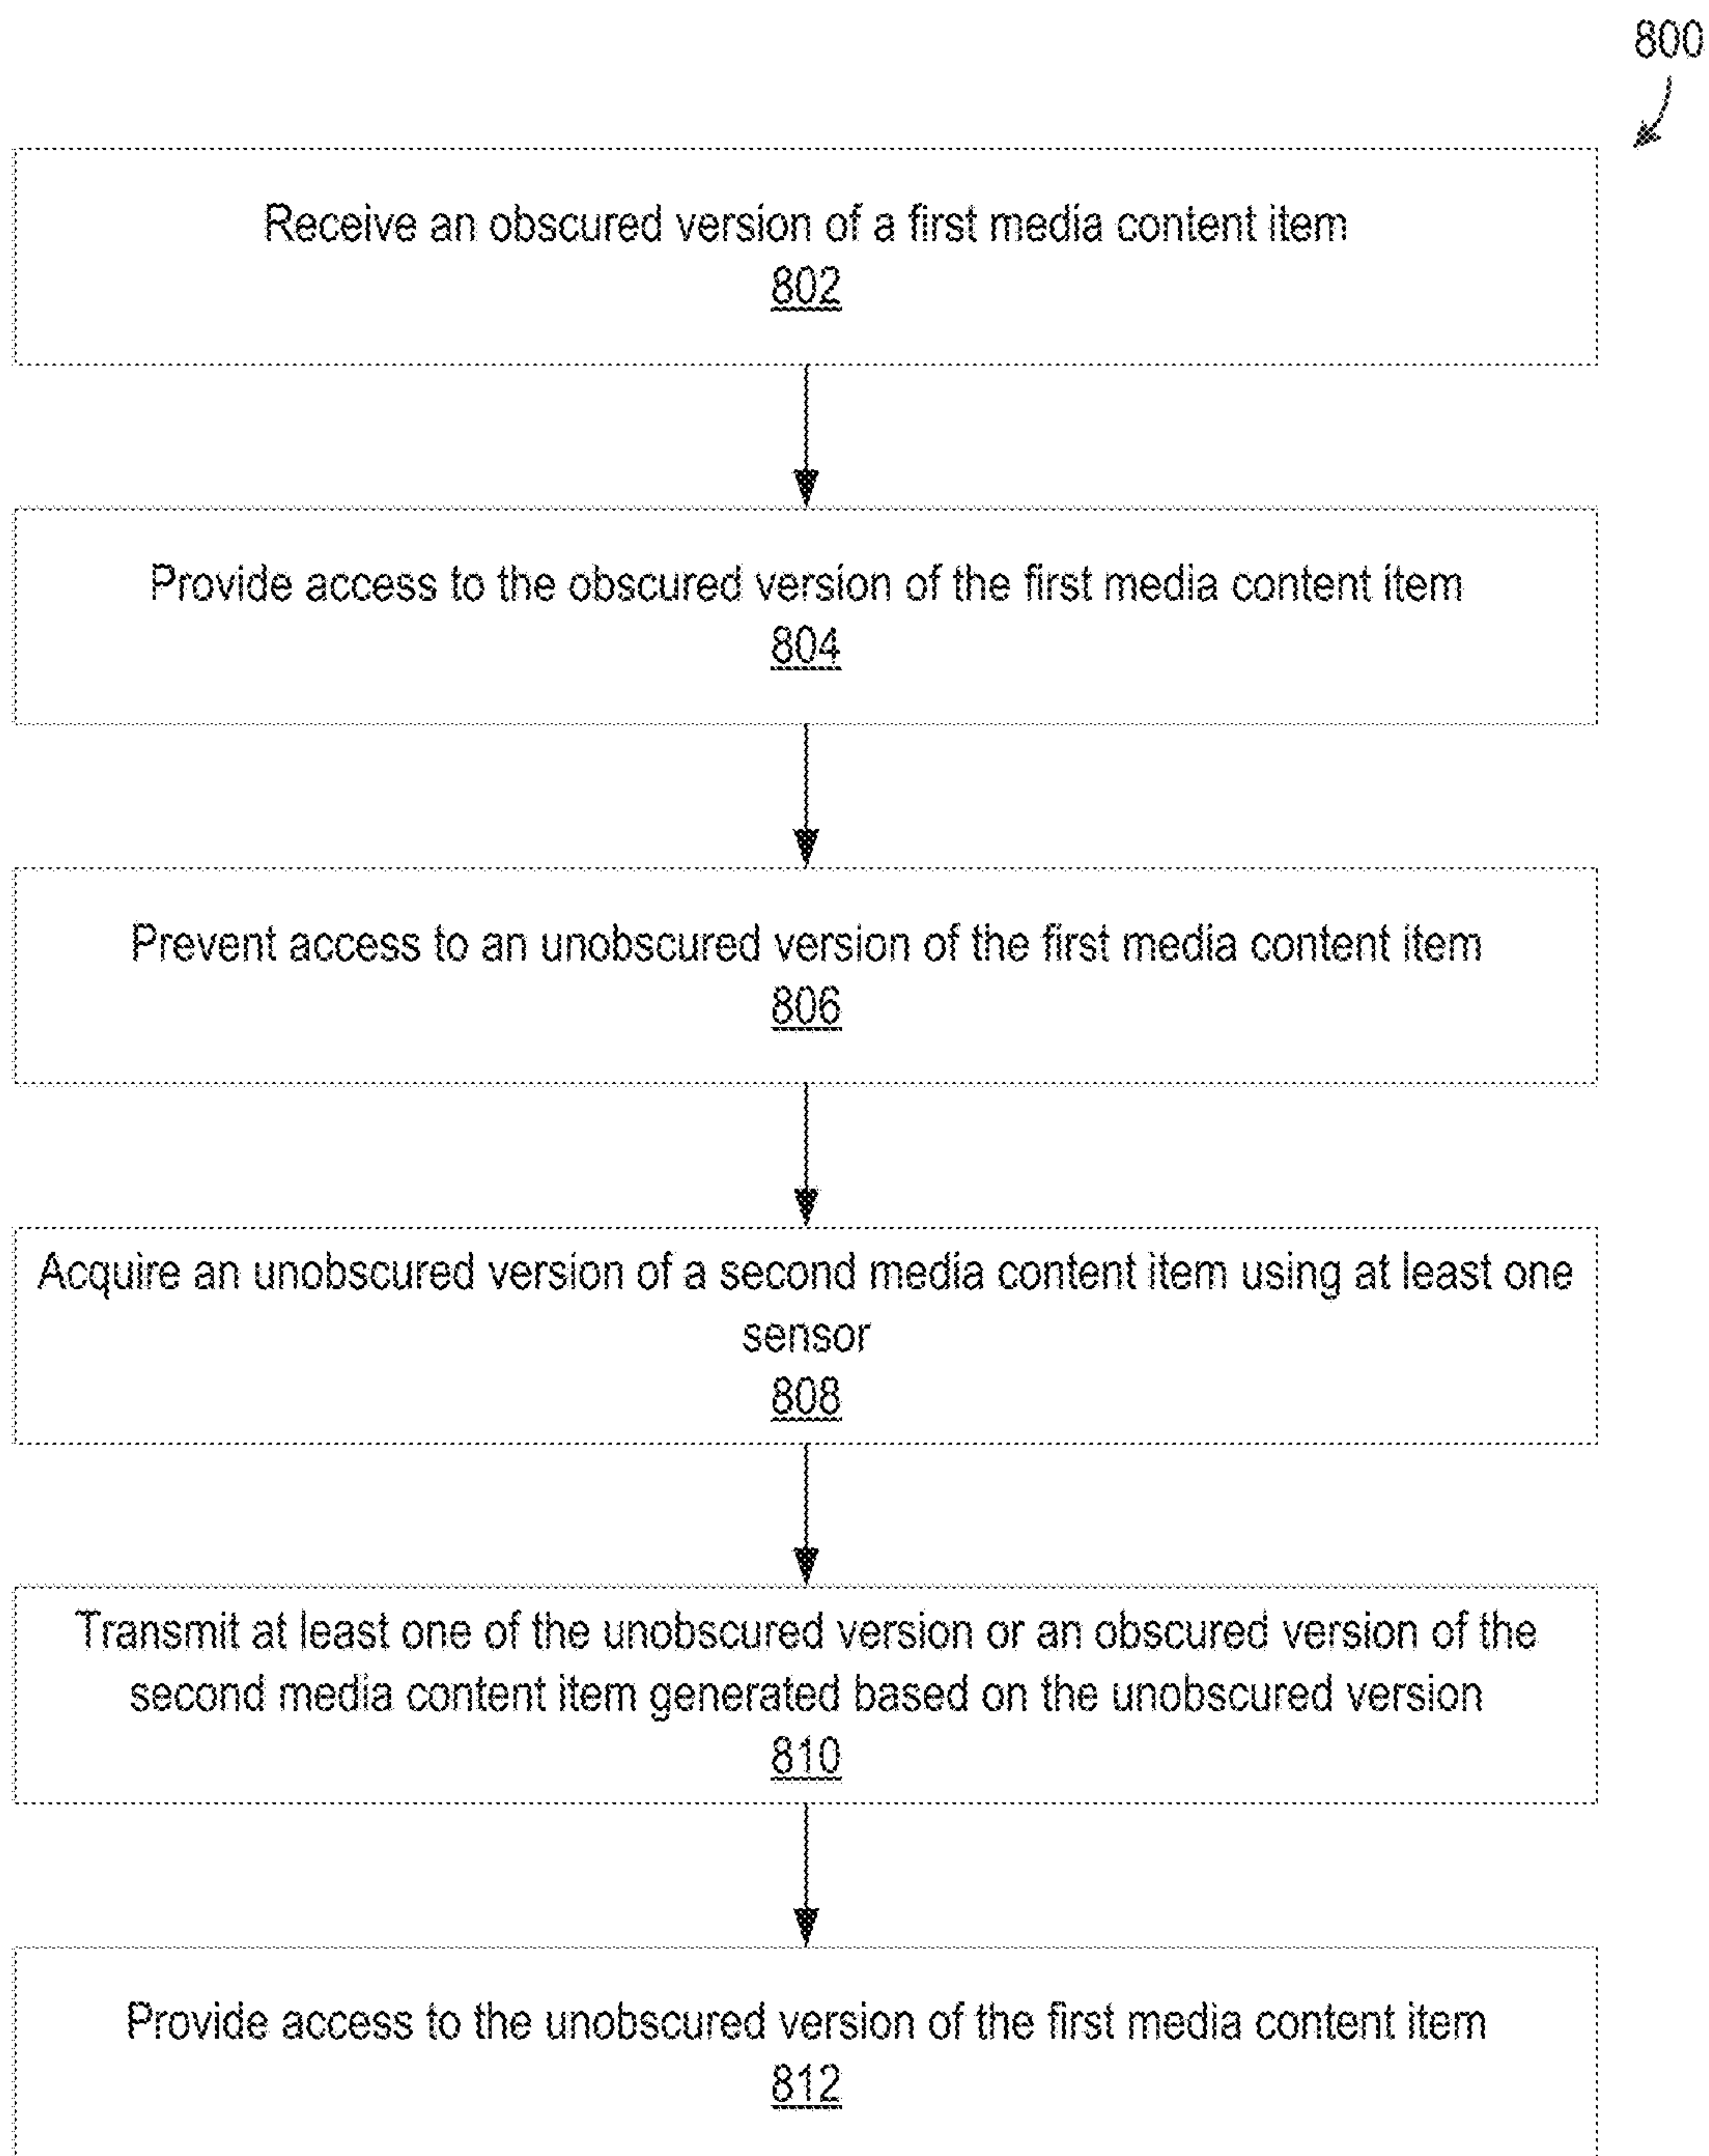 800
Receive an obscured version of a first media content item
802
Provide access to the obscured version of the first media content item
804
Prevent access to an unobscured version of the first media content item
806
Acquire an unobscured version of a second media content item using at least one
sensor
808
Transmit at least one of the unobscured version or an obscured version of the
second media content item generated based on the unobscured version
810
Provide access to the unobscured version of the first media content item
812